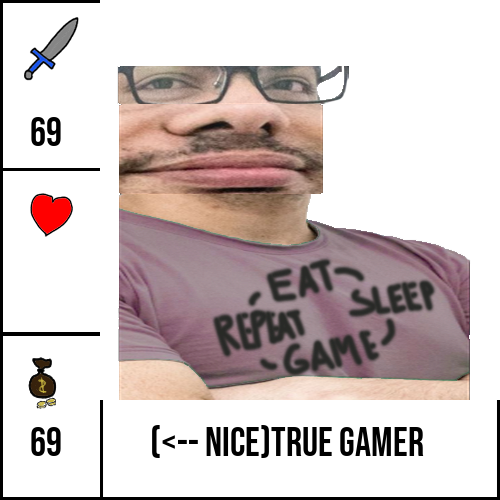 69
EAT
SLEEP
REPEAT
GAME
69
(<-- NICE)TRUE GAMER